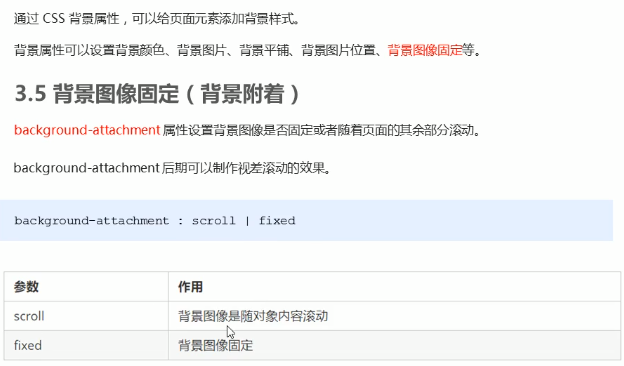 通过 CSS 背景属性，可以给页面元素添加背景样式。
背景属性可以设置背景颜色、背景图片、背景平铺、背景图片位置、背景图像固定等。
3.5 背景图像固定（背景附着）
background-attachment 属性设置背景图像是否固定或者随着页面的其余部分滚动。
background-attachment 后期可以制作视差滚动的效果。
background-attachment : scroll | fixed
参数 作用
scroll 背景图像是随对象内容滚动
fixed 背景图像固定